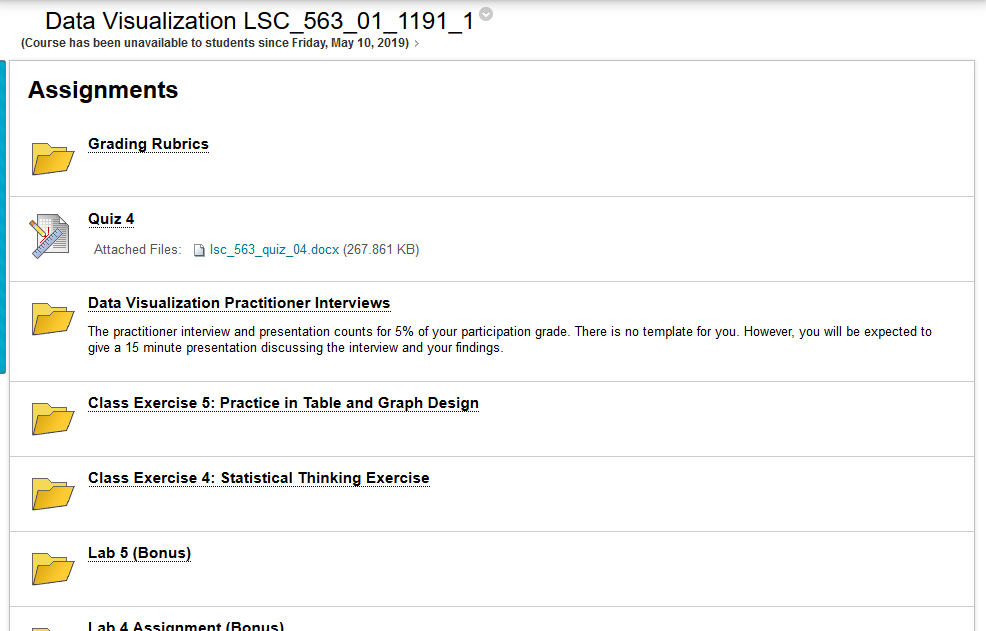 Data Visualization LSC_563_01_1191_1
(Course has been unavailable to students since Friday, May 10, 2019)
Assignments
Grading Rubrics
Quiz 4
Attached Files: lsc_563_quiz_04.docx (267.861 KB)
Data Visualization Practitioner Interviews
The practitioner interview and presentation counts for 5% of your participation grade. There is no template for you. However, you will be expected to
give a 15 minute presentation discussing the interview and your findings.
Class Exercise 5: Practice in Table and Graph Design
Class Exercise 4: Statistical Thinking Exercise
Lab 5 (Bonus)
Lab 4 Assignment (Bonus)